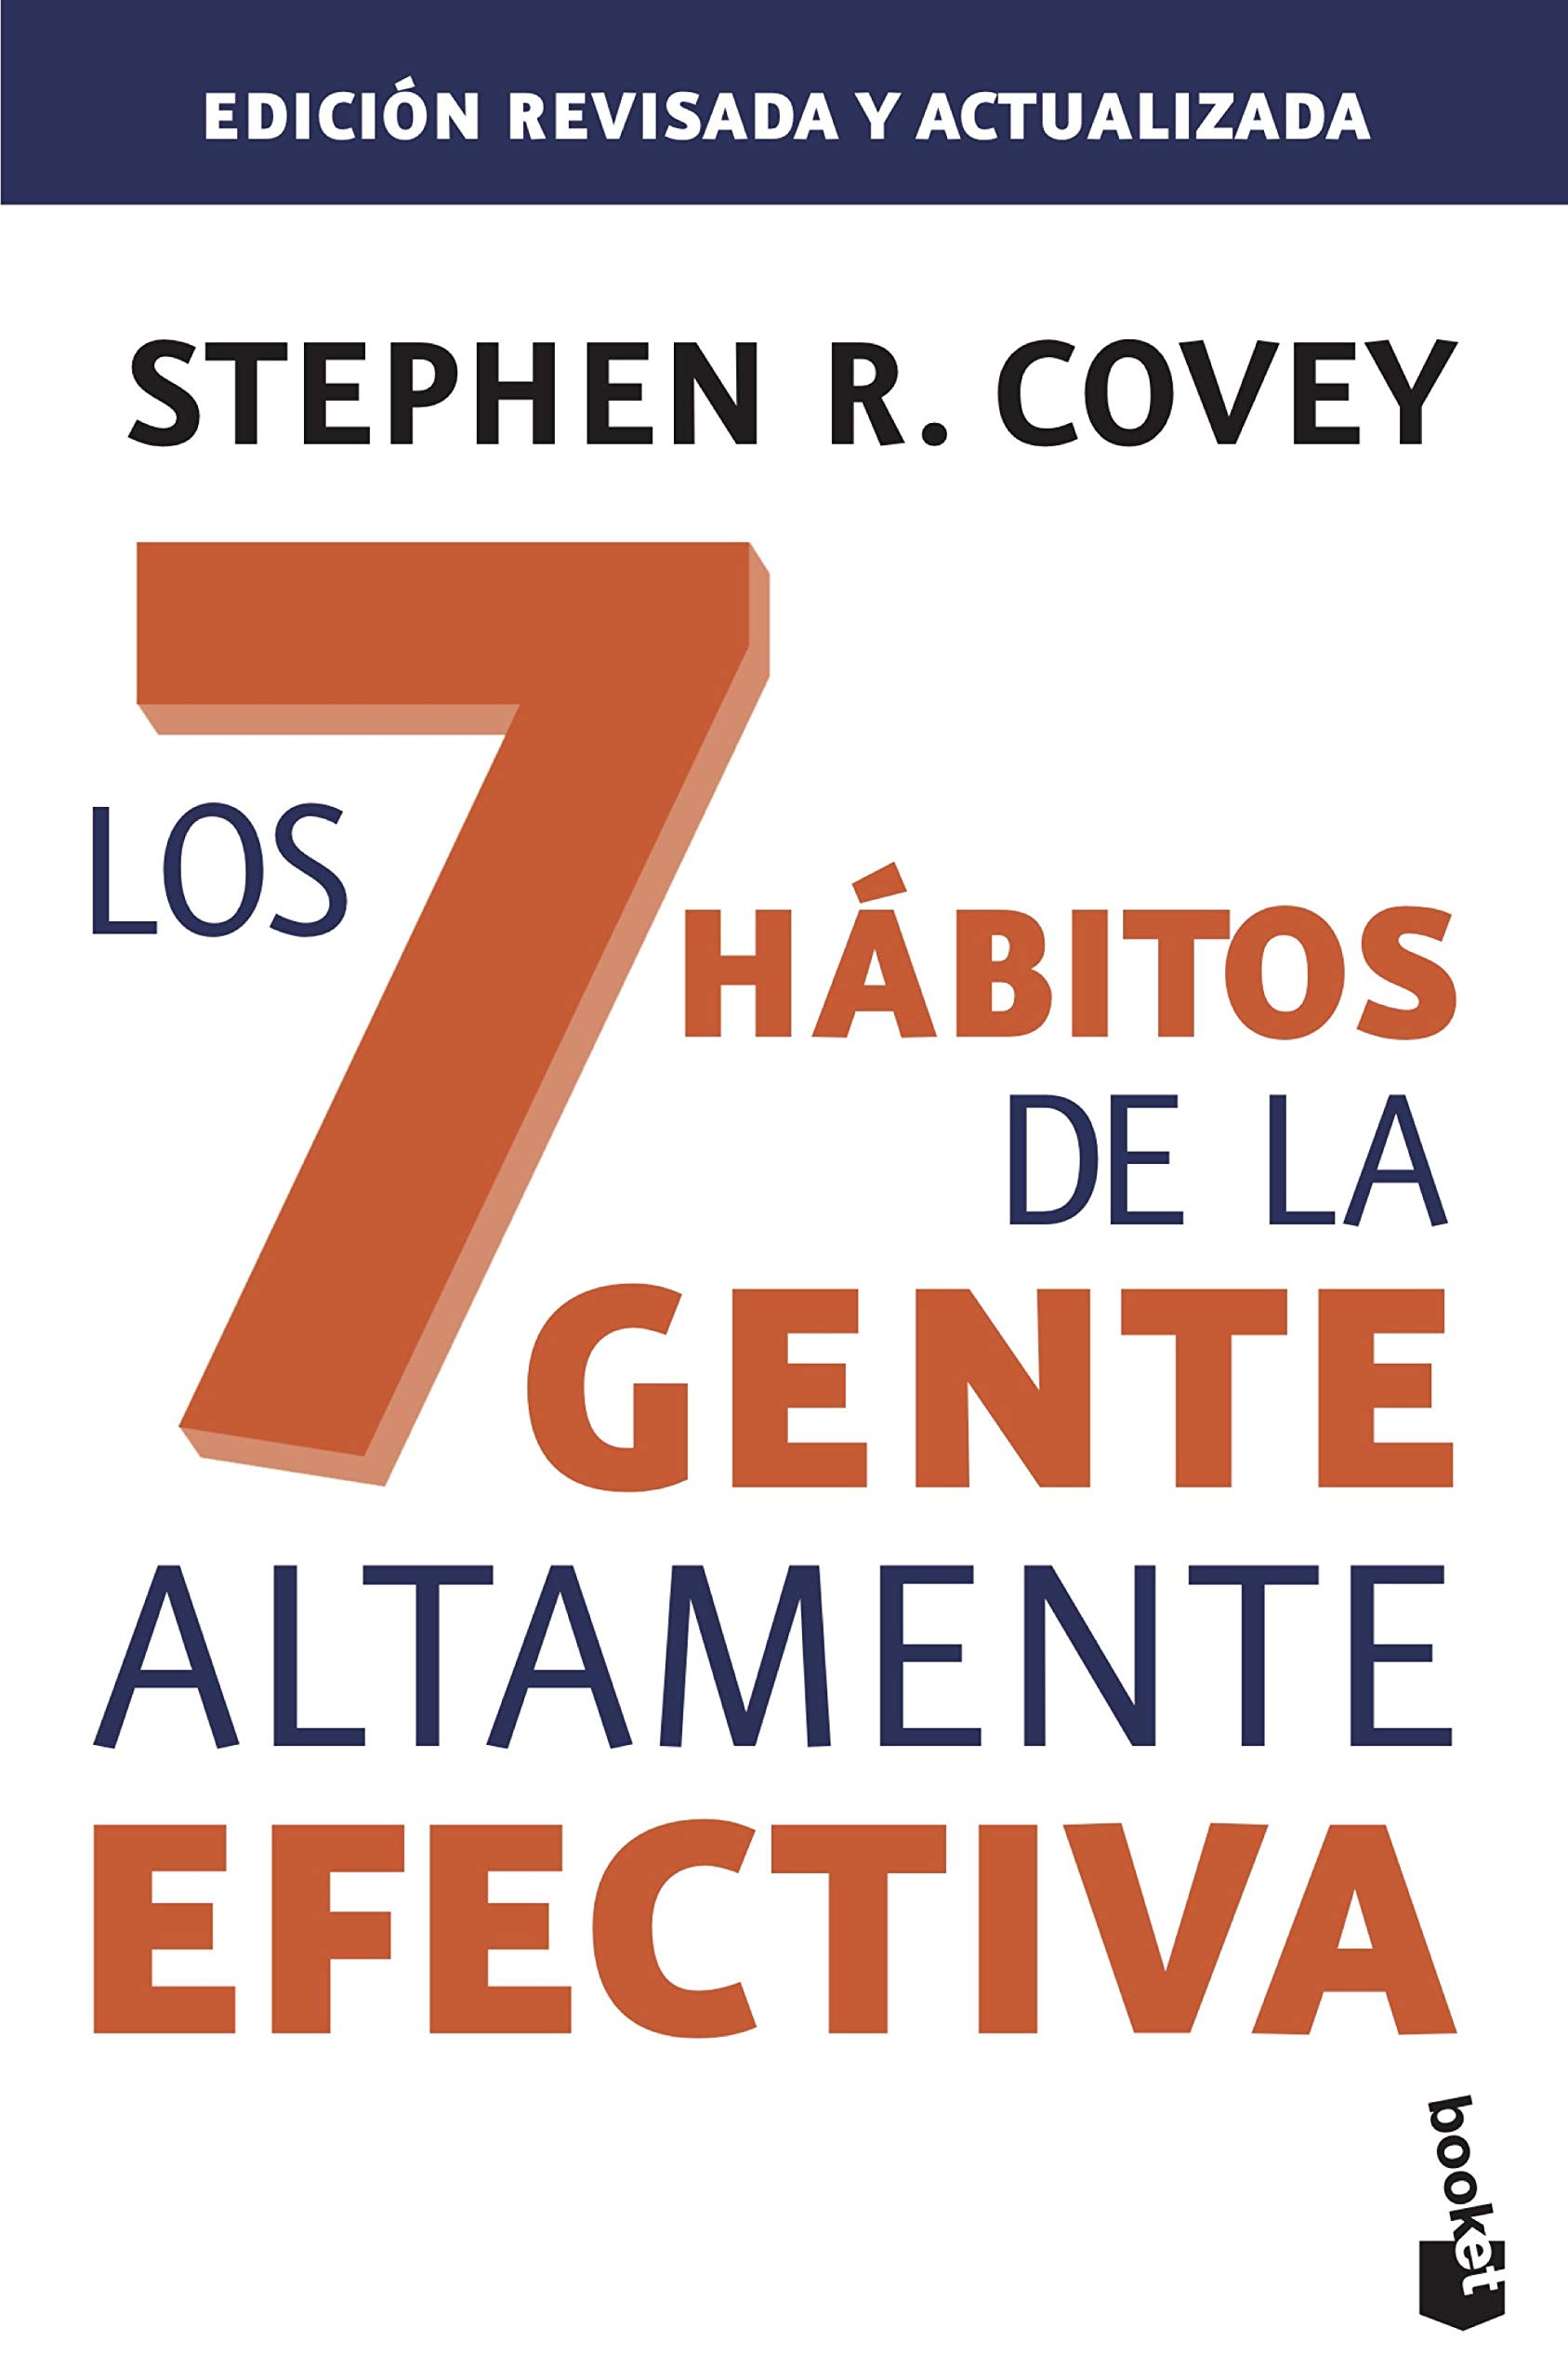 EDICIÓN REVISADA Y ACTUALIZADA
STEPHEN R. COVEY
LOS 7 HÁBITOS
DE LA
GENTE
ALTAMENTE
EFECTIVA
booket